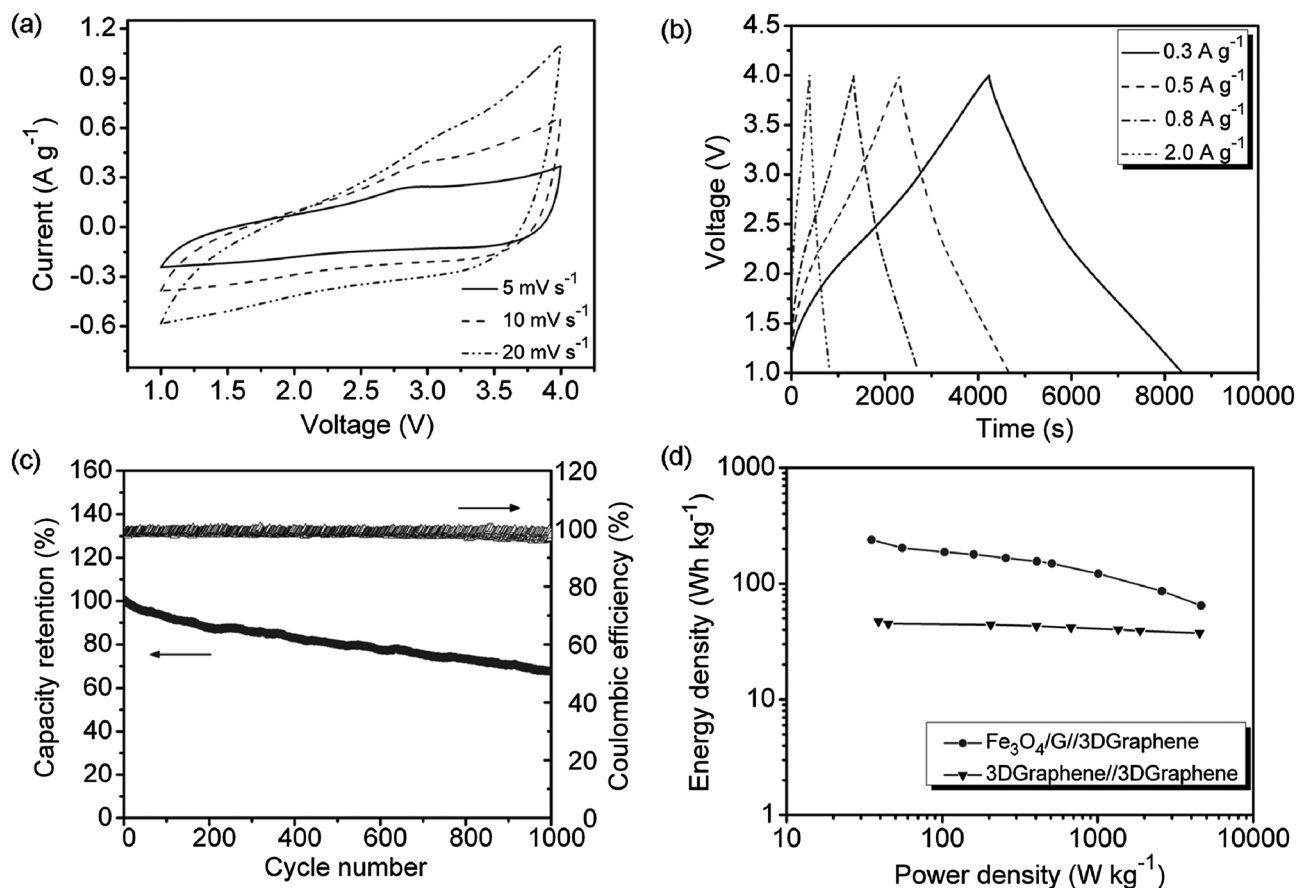 (a)
1.2
0.9
0.6
0.3
0.0
-0.3
-0.6
Current (A g⁻¹)
5 mV s⁻¹
10 mV s⁻¹
20 mV s⁻¹
1.0 1.5 2.0 2.5 3.0 3.5 4.0
Voltage (V)
(b)
4.5
4.0
3.5
3.0
2.5
2.0
1.5
1.0
Voltage (V)
0.3 A g⁻¹
0.5 A g⁻¹
0.8 A g⁻¹
2.0 A g⁻¹
0 2000 4000 6000 8000 10000
Time (s)
(c)
160
140
120
100
80
60
40
20
0
Capacity retention (%)
120
100
80
60
40
20
0
Coulombic efficiency (%)
0 200 400 600 800 1000
Cycle number
(d)
1000
100
10
1
Energy density (Wh kg⁻¹)
Fe₃O₄/G//3DGraphene
3DGraphene//3DGraphene
10 100 1000 10000
Power density (W kg⁻¹)